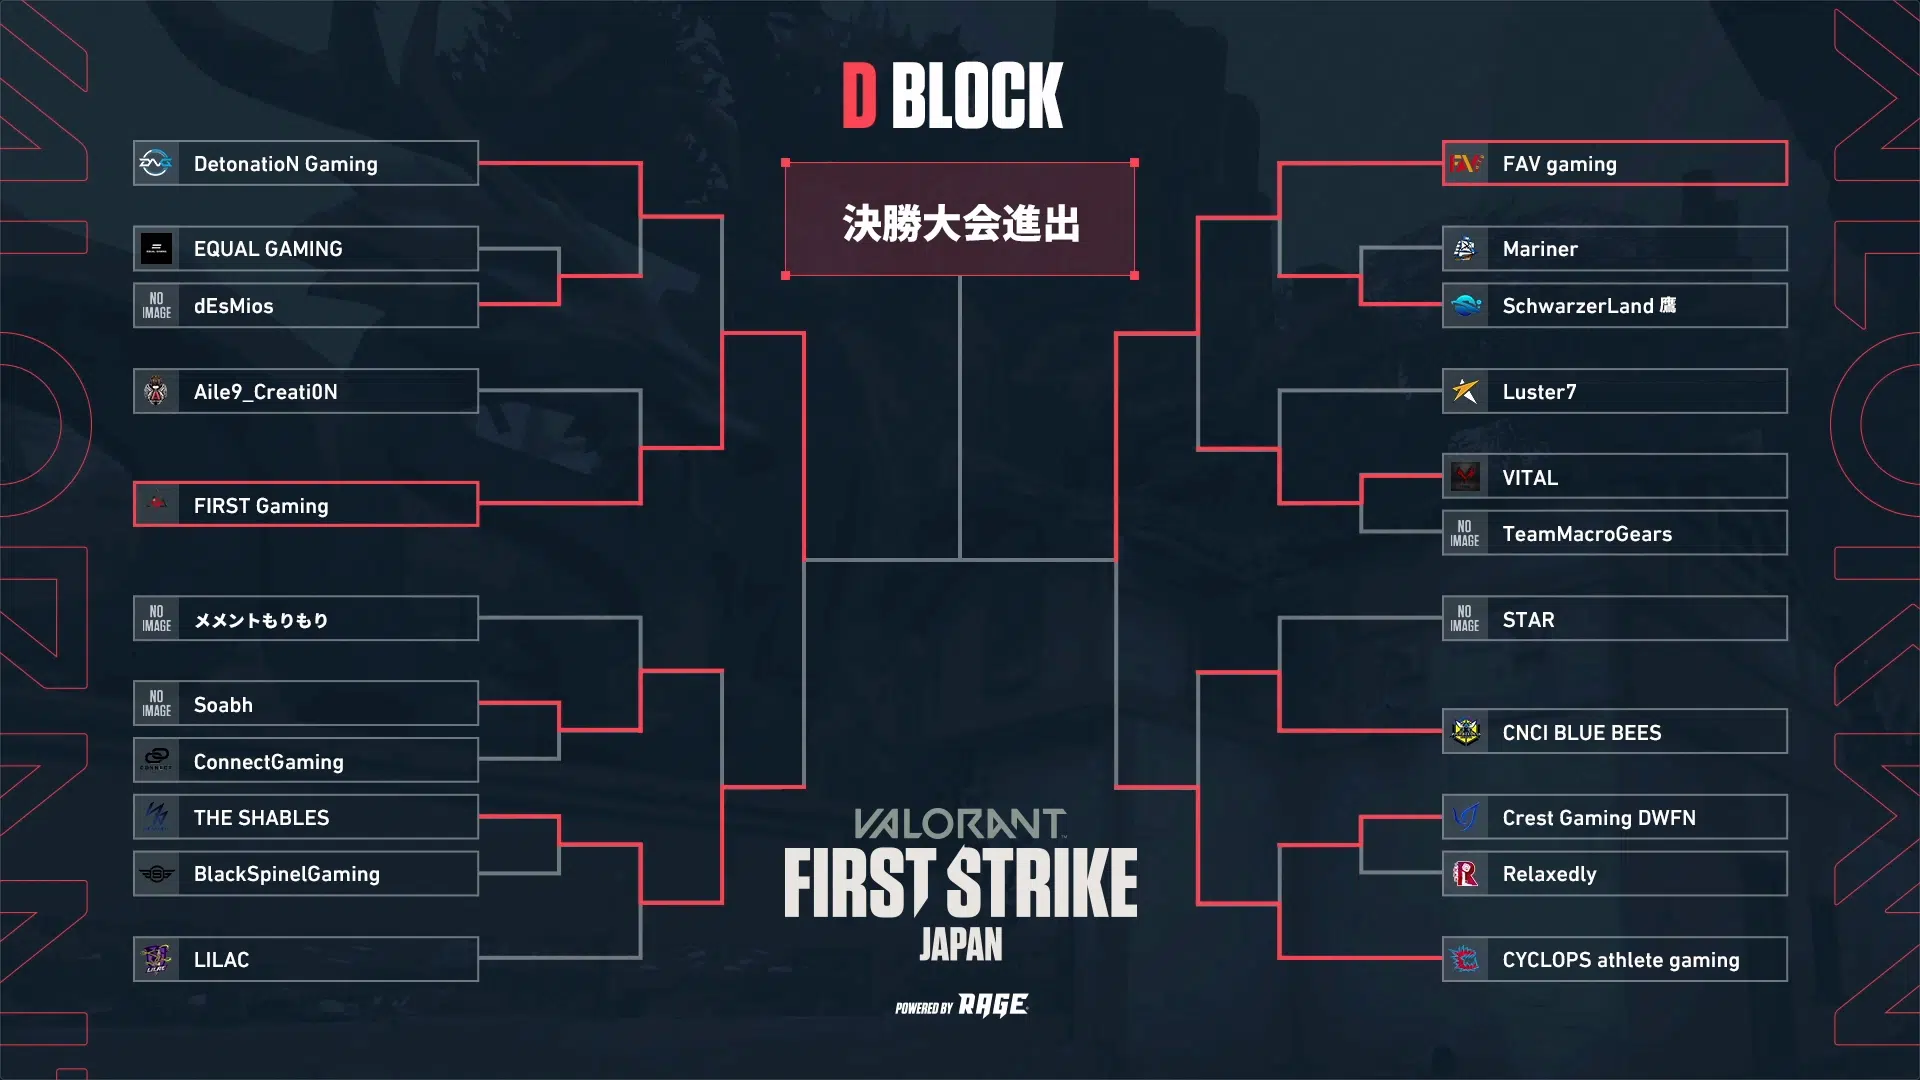 D BLOCK
決勝大会進出
DetonatioN Gaming
EQUAL GAMING
NO IMAGE
dEsMios
Aile9_Creati0N
FIRST Gaming
NO IMAGE
メメントもりもり
NO IMAGE
Soabh
ConnectGaming
THE SHABLES
BlackSpinelGaming
LILAC
FAV gaming
Mariner
SchwarzerLand 鷹
Luster7
VITAL
NO IMAGE
TeamMacroGears
NO IMAGE
STAR
CNCI BLUE BEES
Crest Gaming DWFN
Relaxedly
CYCLOPS athlete gaming
VALORANT
FIRST STRIKE
JAPAN
POWERED BY RAGE